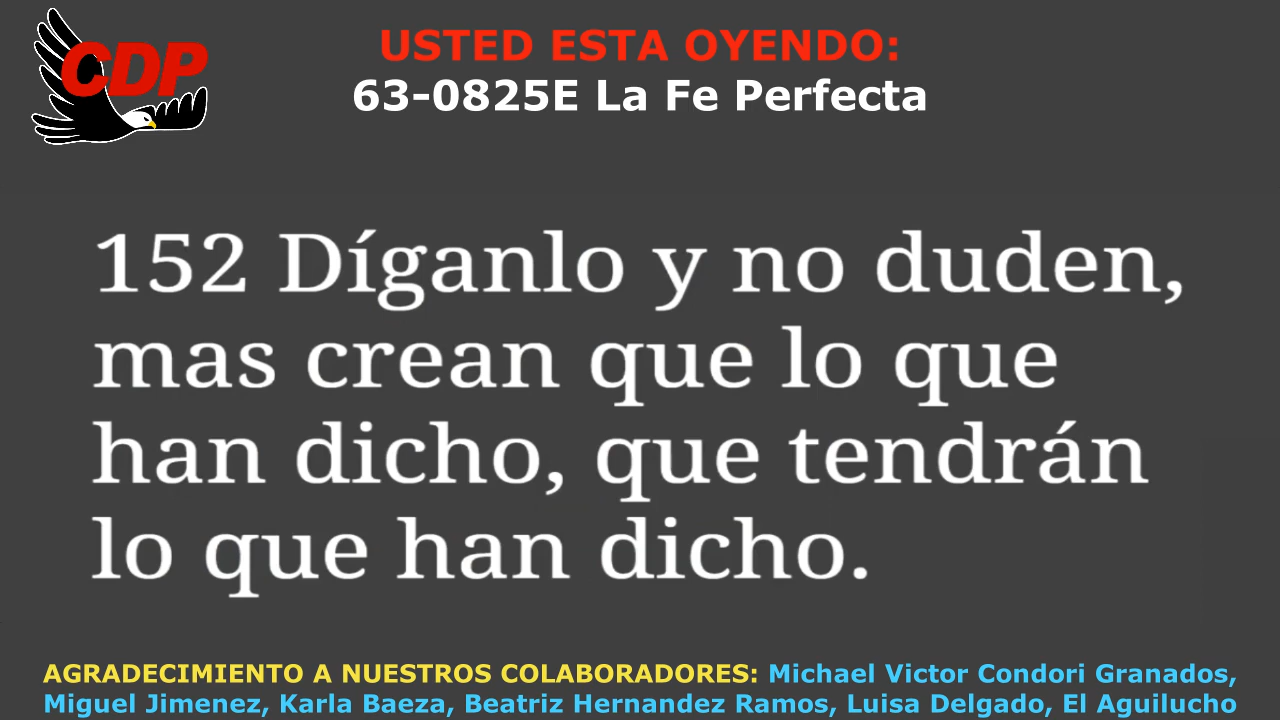 CDP
USTED ESTA OYENDO:
63-0825E La Fe Perfecta
152 Díganlo y no duden,
mas crean que lo que
han dicho, que tendrán
lo que han dicho.
AGRADECIMIENTO A NUESTROS COLABORADORES: Michael Victor Condori Granados,
Miguel Jimenez, Karla Baeza, Beatriz Hernandez Ramos, Luisa Delgado, El Aguilucho